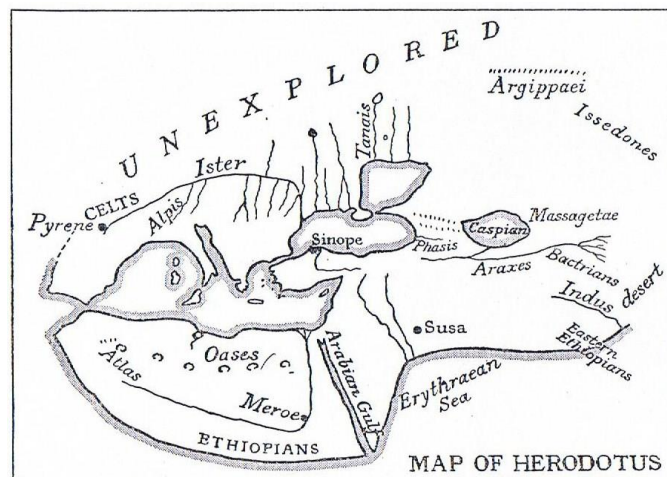 UNEXPLORED
Argippaei
Issedones
Tanais
Ister
CELTS
Alpis
Pyrene
Massagetae
Caspian
Sinope
Phasis
Araxes
Bactrians
Indus
desert
Susa
Eastern
Ethiopians
Oases
Atlas
Arabian Gulf
Erythraean
Sea
Meroe
ETHIOPIANS
MAP OF HERODOTUS